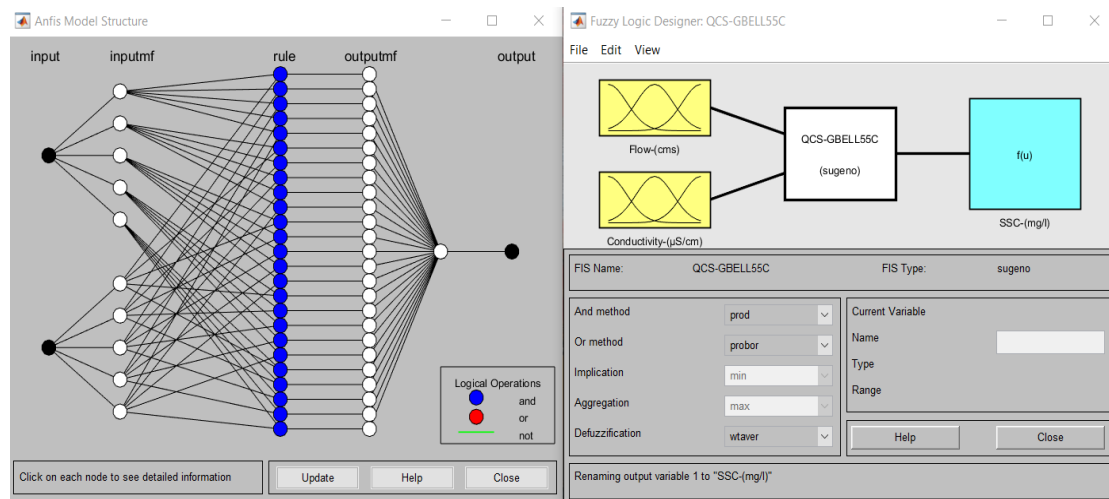 Anfis Model Structure
input inputmf rule outputmf output
Logical Operations
and
or
not
Click on each node to see detailed information
Update Help Close
Fuzzy Logic Designer: QCS-GBELL55C
File Edit View
Flow-(cms)
Conductivity-(µS/cm)
QCS-GBELL55C
(sugeno)
f(u)
SSC-(mg/l)
FIS Name: QCS-GBELL55C FIS Type: sugeno
And method prod
Or method probor
Implication min
Aggregation max
Defuzzification wtaver
Current Variable
Name
Type
Range
Help Close
Renaming output variable 1 to "SSC-(mg/l)"